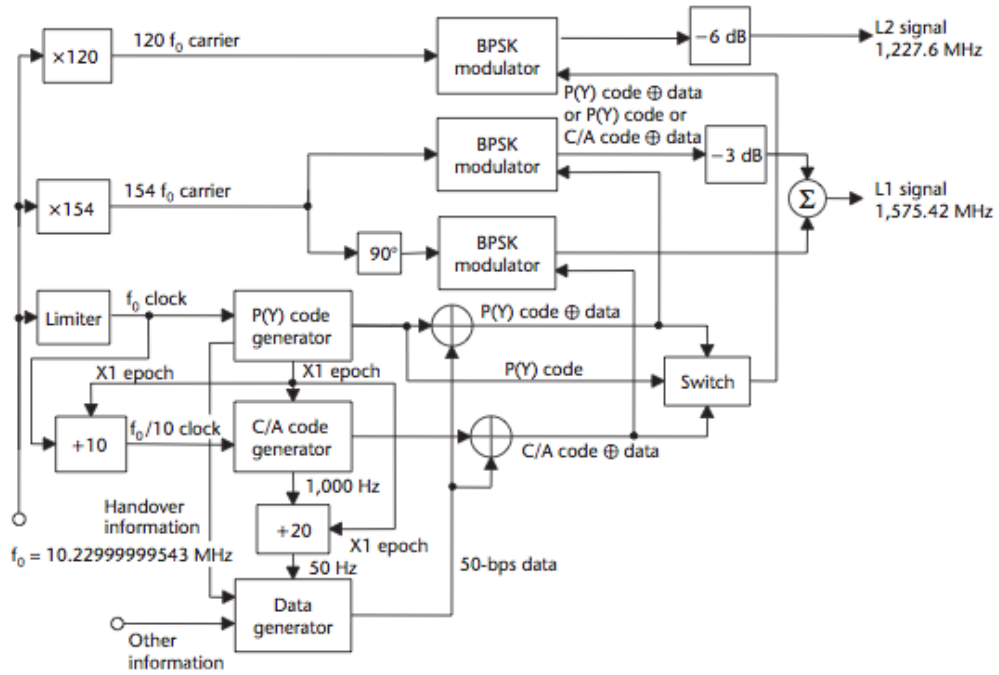 ×120
120 f₀ carrier
BPSK
modulator
−6 dB
L2 signal
1,227.6 MHz
P(Y) code ⊕ data
or P(Y) code or
C/A code ⊕ data
×154
154 f₀ carrier
BPSK
modulator
−3 dB
Σ
L1 signal
1,575.42 MHz
90°
BPSK
modulator
Limiter
f₀ clock
P(Y) code
generator
P(Y) code ⊕ data
P(Y) code
Switch
X1 epoch
X1 epoch
+10
f₀/10 clock
C/A code
generator
C/A code ⊕ data
1,000 Hz
Handover
information
+20
X1 epoch
f₀ = 10.22999999543 MHz
50 Hz
50-bps data
Data
generator
Other
information